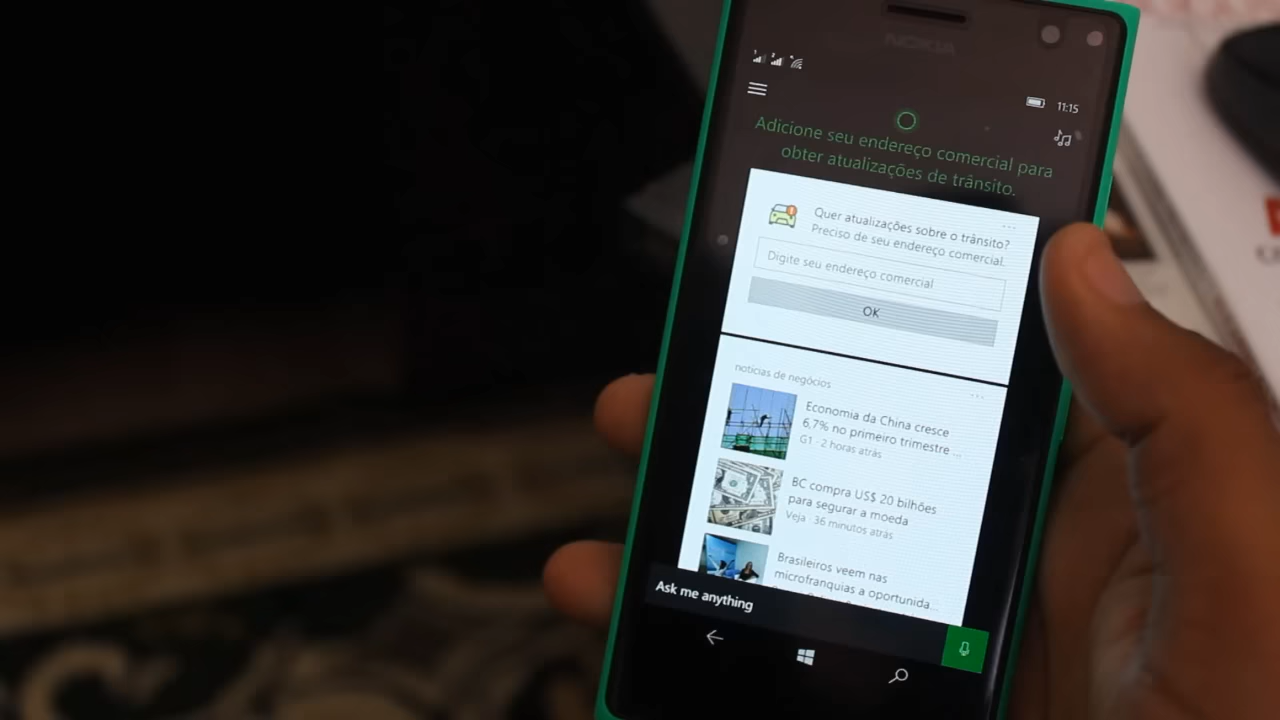 NOKIA
11:15
Adicione seu endereço comercial para
obter atualizações de trânsito.
Quer atualizações sobre o trânsito?
Preciso de seu endereço comercial.
Digite seu endereço comercial
OK
notícias de negócios
Economia da China cresce
6,7% no primeiro trimestre ...
G1 · 2 horas atrás
BC compra US$ 20 bilhões
para segurar a moeda
Veja · 36 minutos atrás
Brasileiros veem nas
microfranquias a oportunida...
Ask me anything